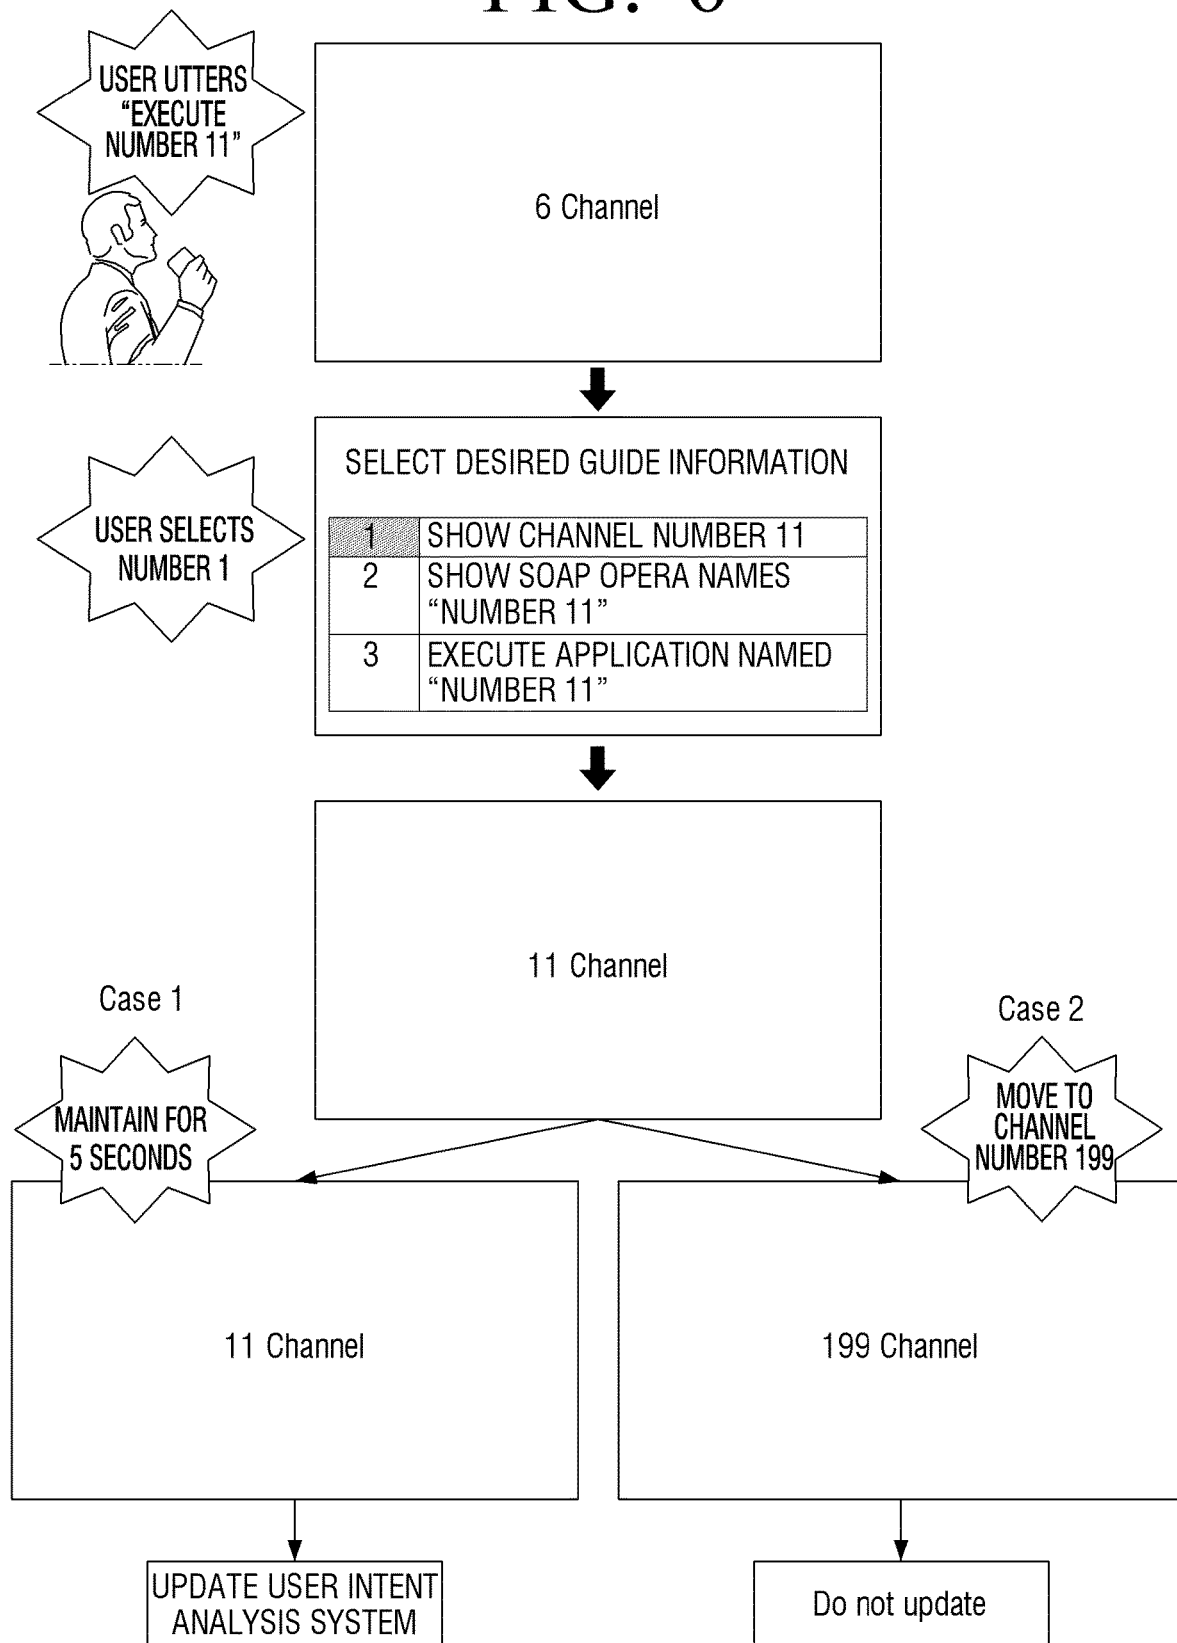 FIG. 6
USER UTTERS
“EXECUTE
NUMBER 11”
6 Channel
SELECT DESIRED GUIDE INFORMATION
USER SELECTS
NUMBER 1
1 SHOW CHANNEL NUMBER 11
2 SHOW SOAP OPERA NAMES
“NUMBER 11”
3 EXECUTE APPLICATION NAMED
“NUMBER 11”
11 Channel
Case 1
MAINTAIN FOR
5 SECONDS
Case 2
MOVE TO
CHANNEL
NUMBER 199
11 Channel
199 Channel
UPDATE USER INTENT
ANALYSIS SYSTEM
Do not update